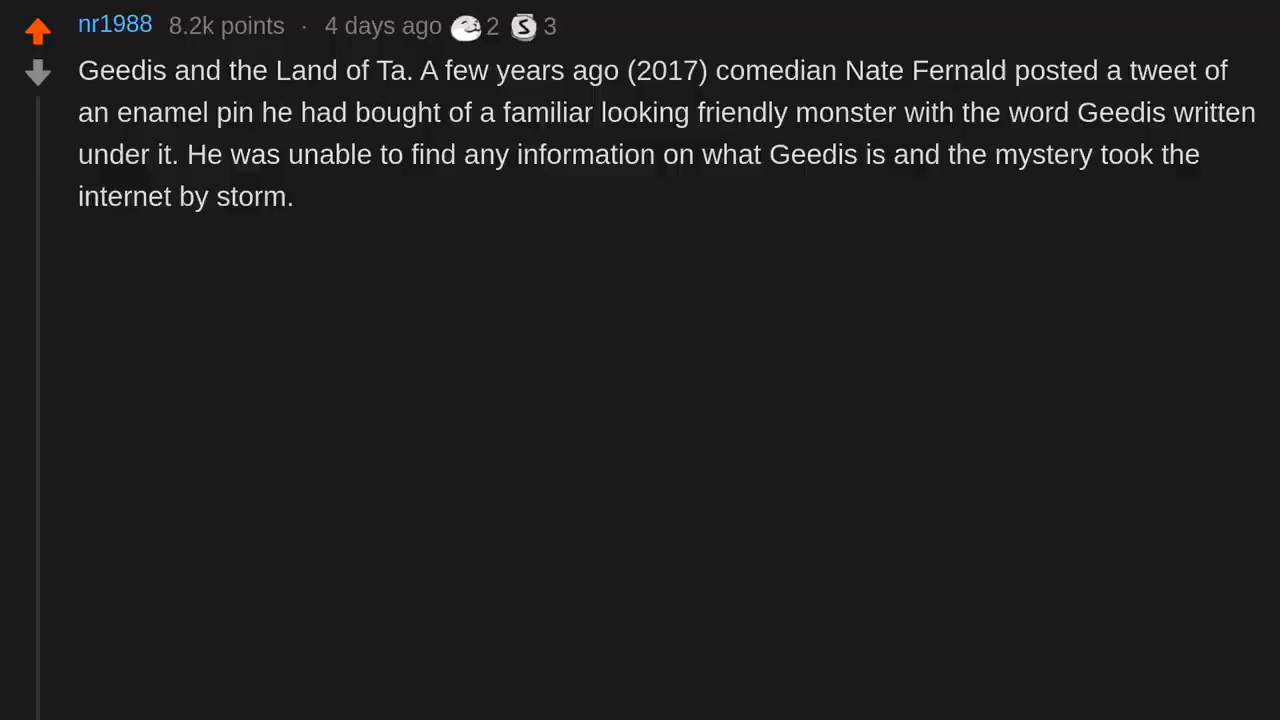 nr1988 8.2k points · 4 days ago 2 S 3
Geedis and the Land of Ta. A few years ago (2017) comedian Nate Fernald posted a tweet of
an enamel pin he had bought of a familiar looking friendly monster with the word Geedis written
under it. He was unable to find any information on what Geedis is and the mystery took the
internet by storm.